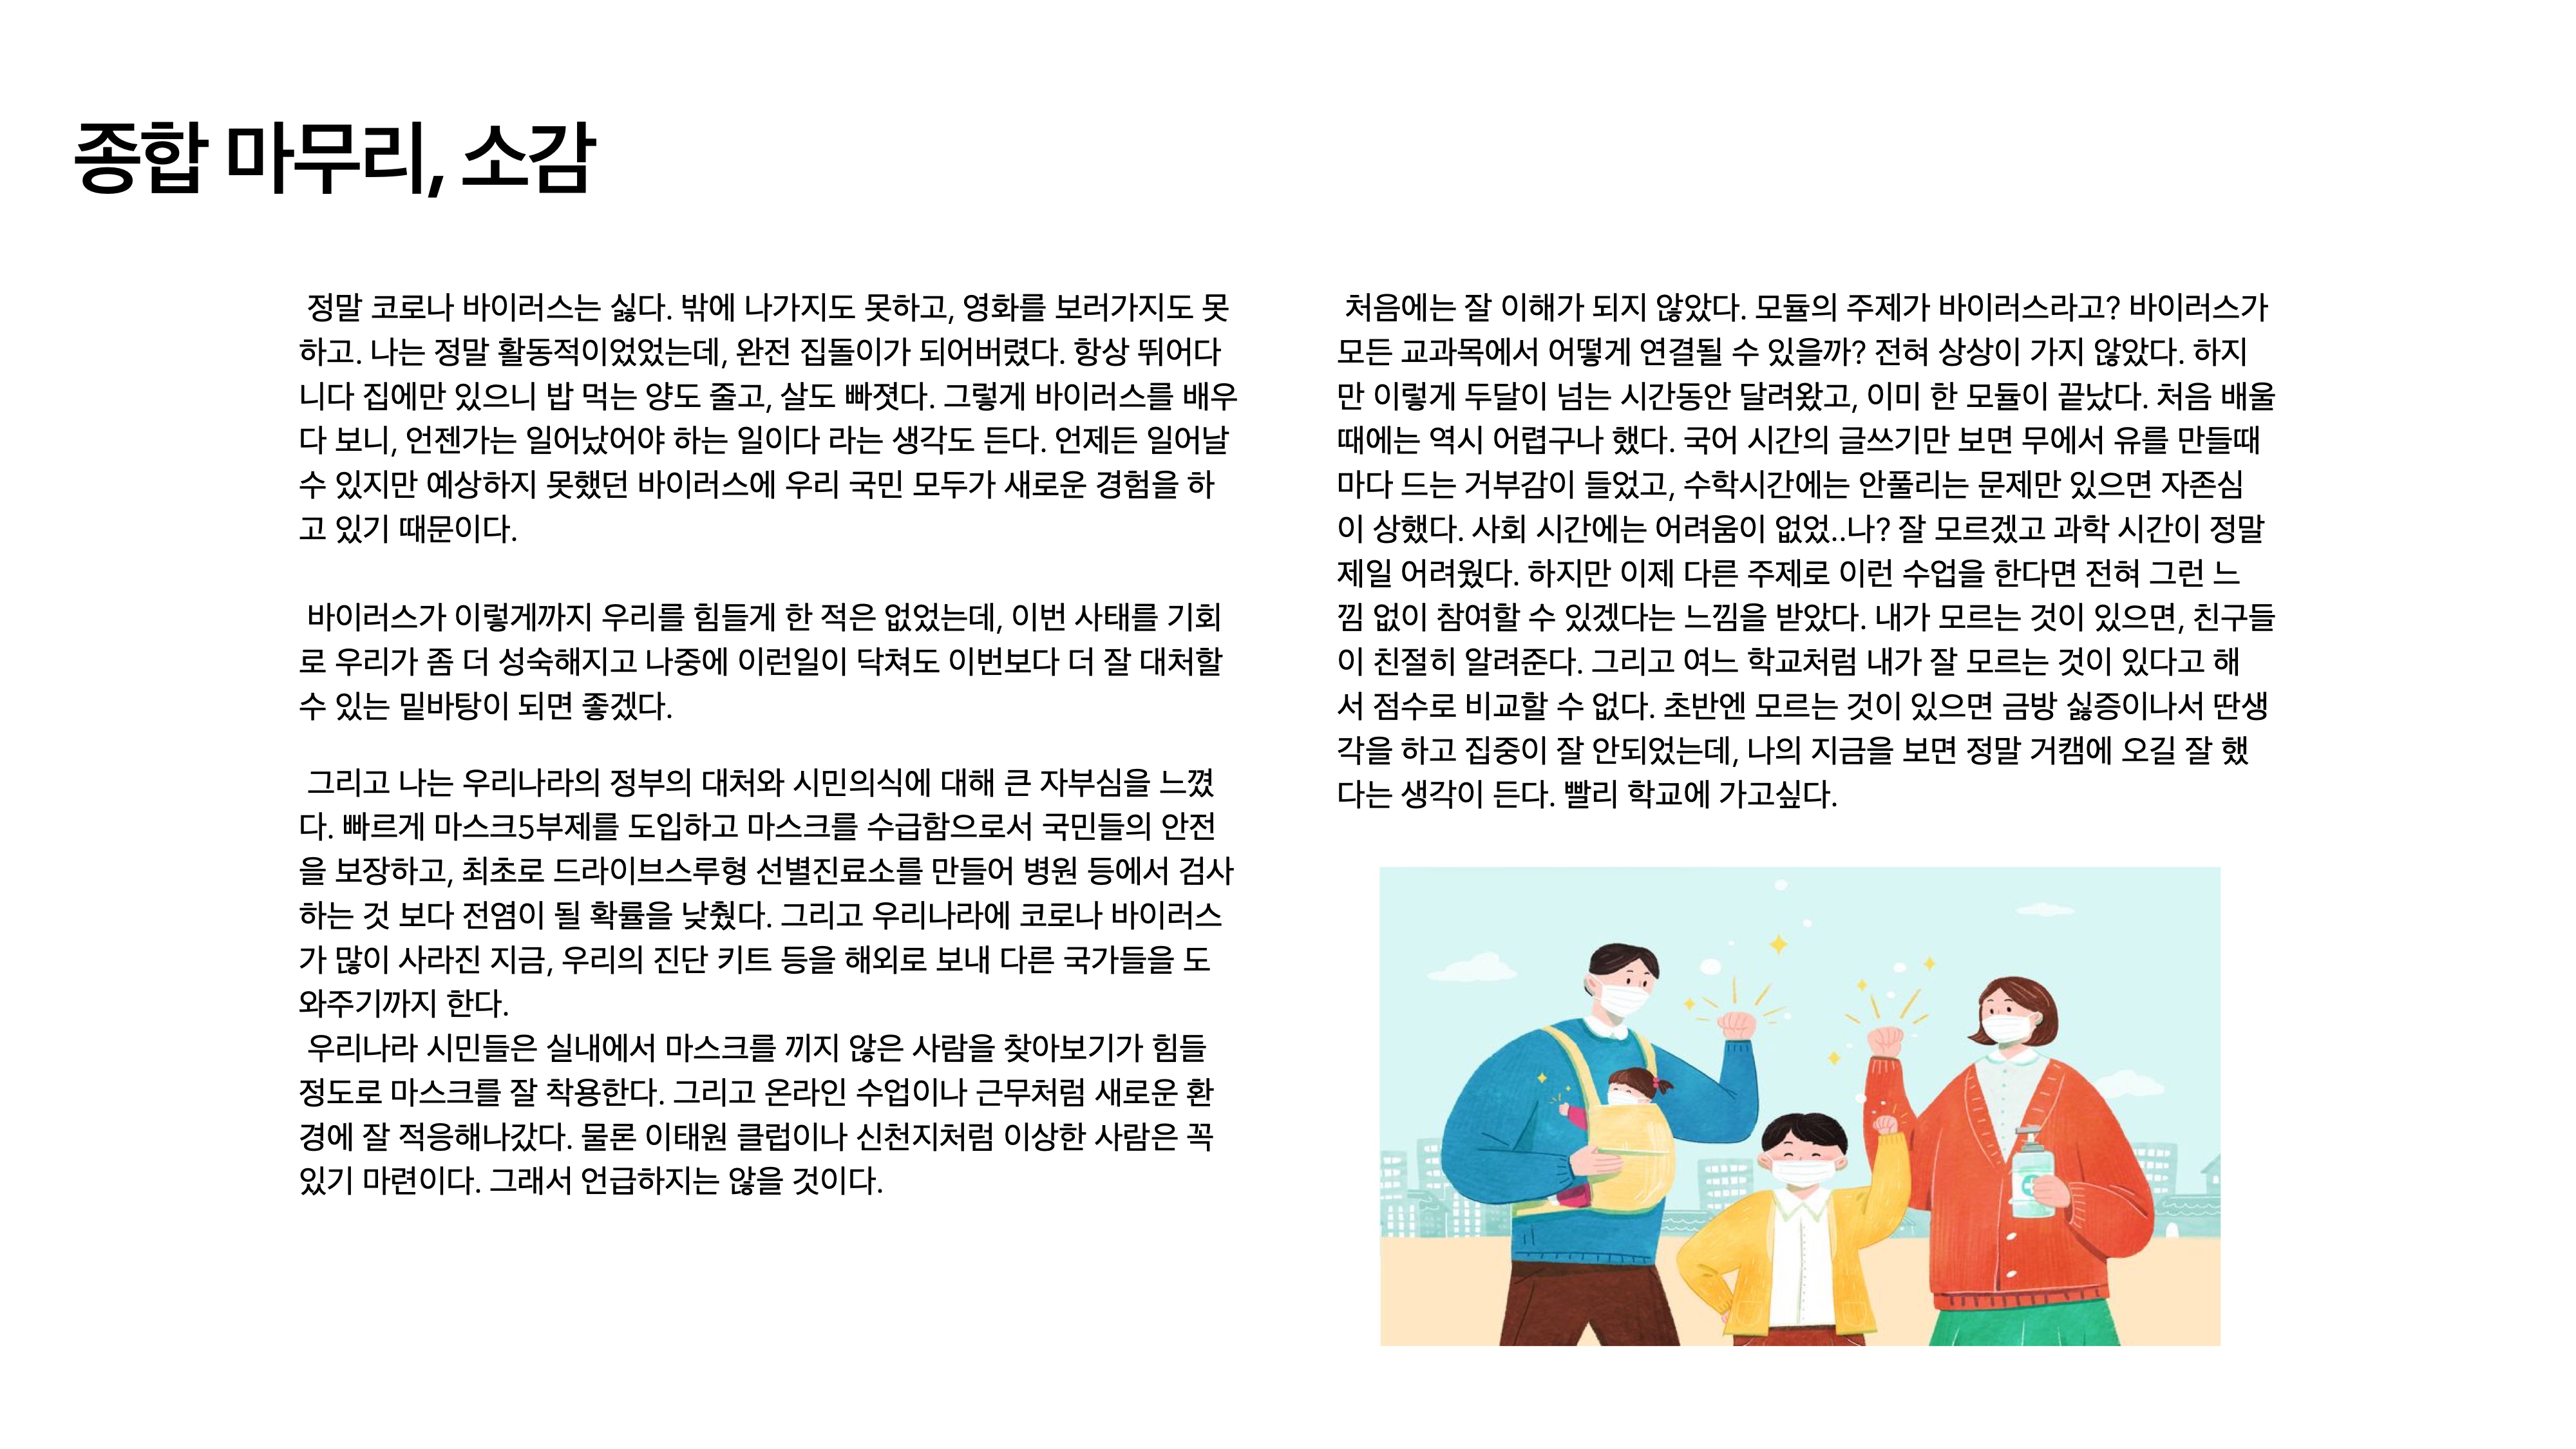 종합 마무리, 소감
정말 코로나 바이러스는 싫다. 밖에 나가지도 못하고, 영화를 보러가지도 못
하고. 나는 정말 활동적이었었는데, 완전 집돌이가 되어버렸다. 항상 뛰어다
니다 집에만 있으니 밥 먹는 양도 줄고, 살도 빠졋다. 그렇게 바이러스를 배우
다 보니, 언젠가는 일어났어야 하는 일이다 라는 생각도 든다. 언제든 일어날
수 있지만 예상하지 못했던 바이러스에 우리 국민 모두가 새로운 경험을 하
고 있기 때문이다.
바이러스가 이렇게까지 우리를 힘들게 한 적은 없었는데, 이번 사태를 기회
로 우리가 좀 더 성숙해지고 나중에 이런일이 닥쳐도 이번보다 더 잘 대처할
수 있는 밑바탕이 되면 좋겠다.
그리고 나는 우리나라의 정부의 대처와 시민의식에 대해 큰 자부심을 느꼈
다. 빠르게 마스크5부제를 도입하고 마스크를 수급함으로서 국민들의 안전
을 보장하고, 최초로 드라이브스루형 선별진료소를 만들어 병원 등에서 검사
하는 것 보다 전염이 될 확률을 낮췄다. 그리고 우리나라에 코로나 바이러스
가 많이 사라진 지금, 우리의 진단 키트 등을 해외로 보내 다른 국가들을 도
와주기까지 한다.
우리나라 시민들은 실내에서 마스크를 끼지 않은 사람을 찾아보기가 힘들
정도로 마스크를 잘 착용한다. 그리고 온라인 수업이나 근무처럼 새로운 환
경에 잘 적응해나갔다. 물론 이태원 클럽이나 신천지처럼 이상한 사람은 꼭
있기 마련이다. 그래서 언급하지는 않을 것이다.
처음에는 잘 이해가 되지 않았다. 모듈의 주제가 바이러스라고? 바이러스가
모든 교과목에서 어떻게 연결될 수 있을까? 전혀 상상이 가지 않았다. 하지
만 이렇게 두달이 넘는 시간동안 달려왔고, 이미 한 모듈이 끝났다. 처음 배울
때에는 역시 어렵구나 했다. 국어 시간의 글쓰기만 보면 무에서 유를 만들때
마다 드는 거부감이 들었고, 수학시간에는 안풀리는 문제만 있으면 자존심
이 상했다. 사회 시간에는 어려움이 없었..나? 잘 모르겠고 과학 시간이 정말
제일 어려웠다. 하지만 이제 다른 주제로 이런 수업을 한다면 전혀 그런 느
낌 없이 참여할 수 있겠다는 느낌을 받았다. 내가 모르는 것이 있으면, 친구들
이 친절히 알려준다. 그리고 여느 학교처럼 내가 잘 모르는 것이 있다고 해
서 점수로 비교할 수 없다. 초반엔 모르는 것이 있으면 금방 싫증이나서 딴생
각을 하고 집중이 잘 안되었는데, 나의 지금을 보면 정말 거캠에 오길 잘 했
다는 생각이 든다. 빨리 학교에 가고싶다.